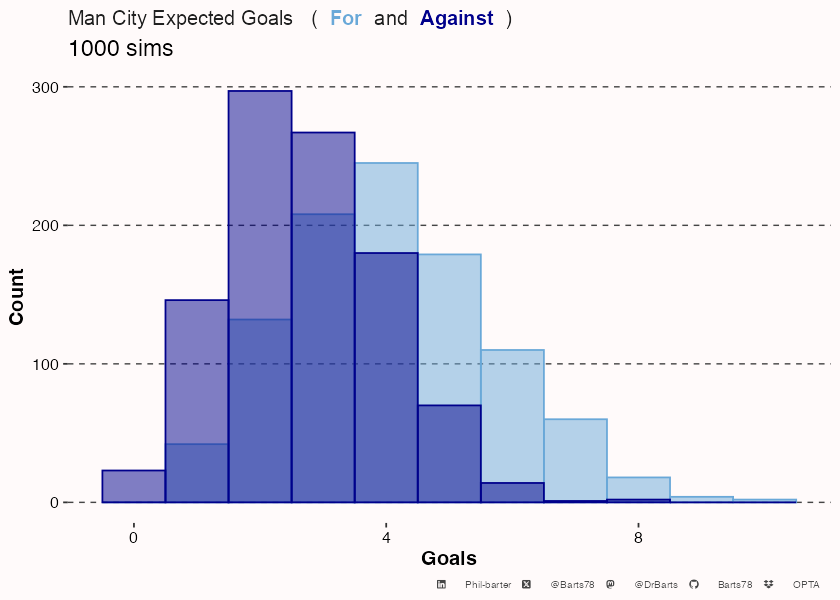 Man City Expected Goals ( For and Against )
1000 sims
300
200
100
0
Count
0 4 8
Goals
Phil-barter @Barts78 @DrBarts Barts78 OPTA